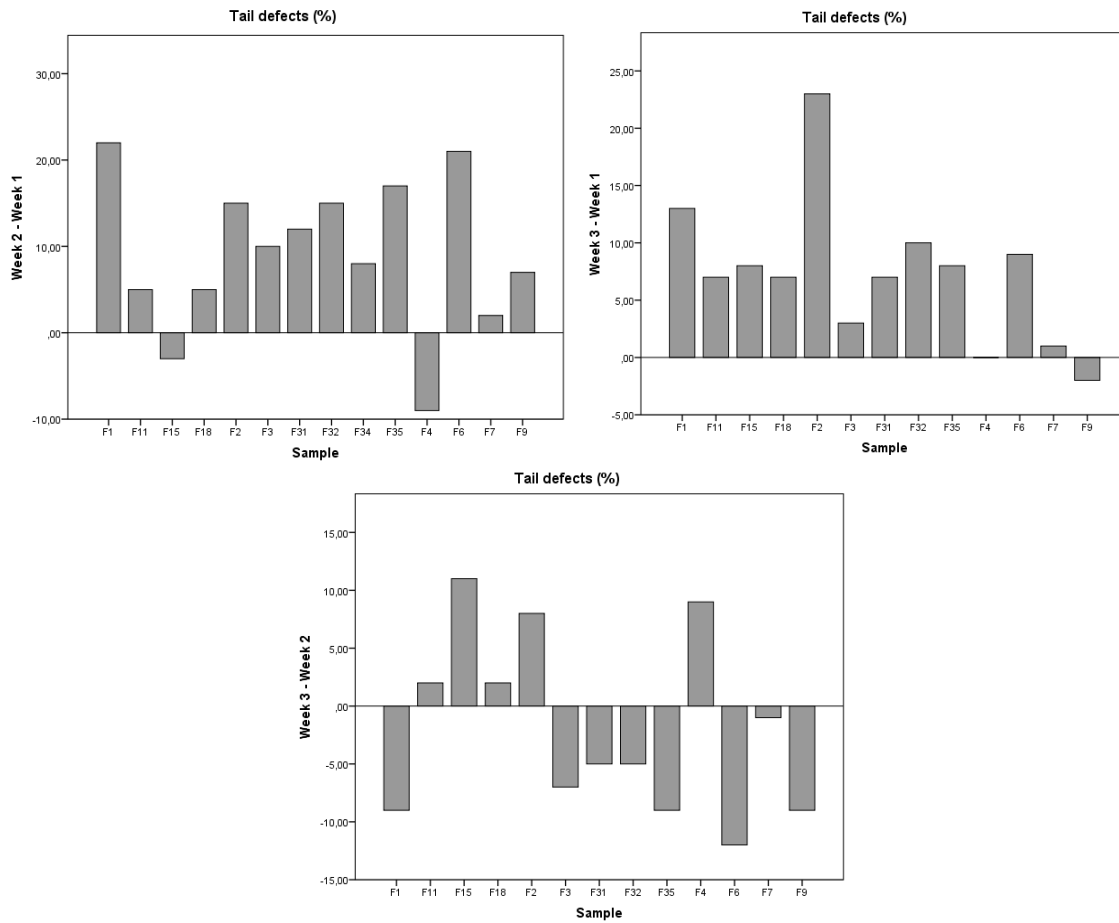 Tail defects (%)
Week 2 - Week 1
30,00
20,00
10,00
,00
-10,00
F1 F11 F15 F18 F2 F3 F31 F32 F34 F35 F4 F6 F7 F9
Sample
Tail defects (%)
Week 3 - Week 1
25,00
20,00
15,00
10,00
5,00
,00
-5,00
F1 F11 F15 F18 F2 F3 F31 F32 F35 F4 F6 F7 F9
Sample
Tail defects (%)
Week 3 - Week 2
15,00
10,00
5,00
,00
-5,00
-10,00
-15,00
F1 F11 F15 F18 F2 F3 F31 F32 F35 F4 F6 F7 F9
Sample